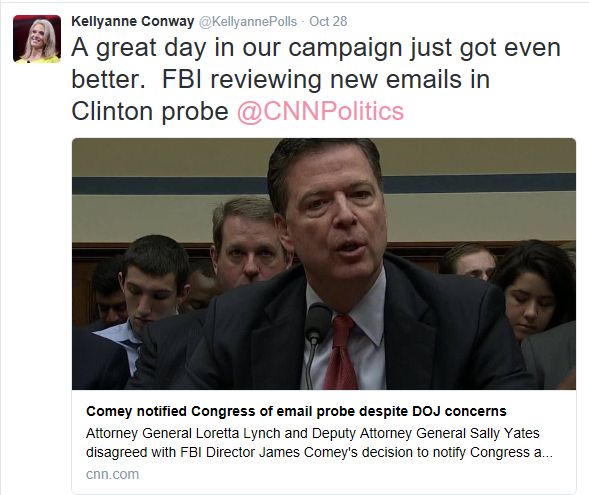 Kellyanne Conway @KellyannePolls · Oct 28
A great day in our campaign just got even
better.  FBI reviewing new emails in
Clinton probe @CNNPolitics
Comey notified Congress of email probe despite DOJ concerns
Attorney General Loretta Lynch and Deputy Attorney General Sally Yates
disagreed with FBI Director James Comey's decision to notify Congress a...
cnn.com